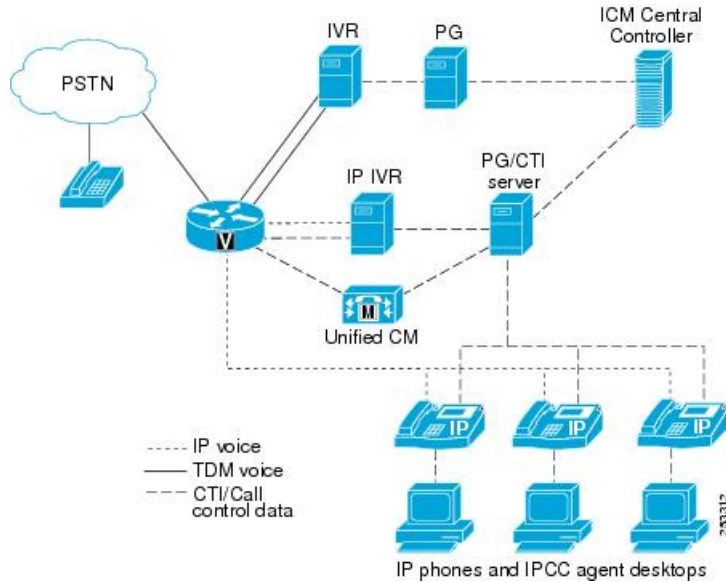 IVR
PG
ICM Central
Controller
PSTN
PG/CTI
server
IP IVR
V
M
Unified CM
IP
IP
IP
IP voice
TDM voice
CTI/Call
control data
IP phones and IPCC agent desktops
253312